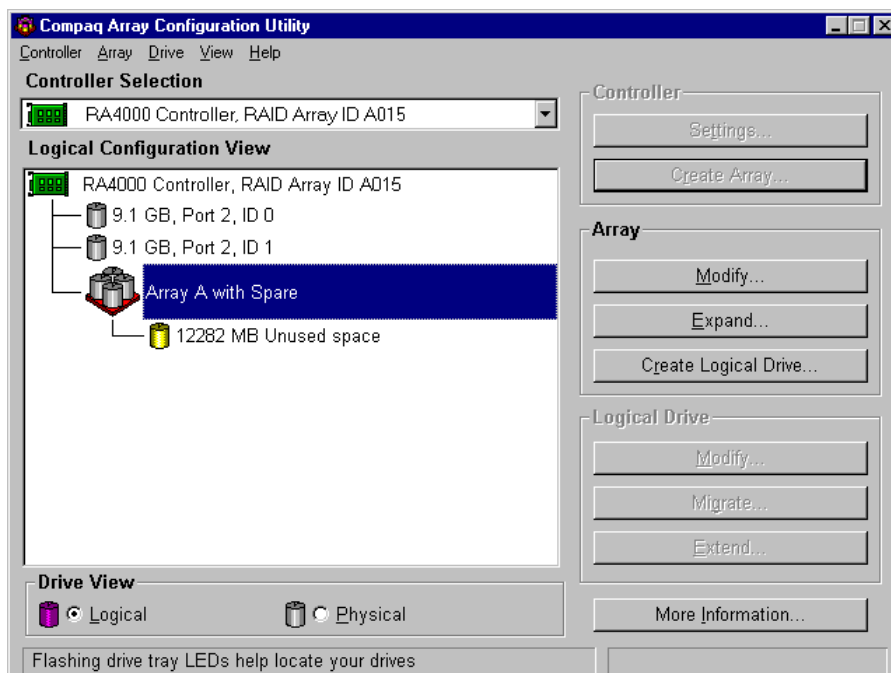 Compaq Array Configuration Utility
Controller Array Drive View Help
Controller Selection
RA4000 Controller, RAID Array ID A015
Logical Configuration View
RA4000 Controller, RAID Array ID A015
9.1 GB, Port 2, ID 0
9.1 GB, Port 2, ID 1
Array A with Spare
12282 MB Unused space
Drive View
Logical
Physical
Controller
Settings...
Create Array...
Array
Modify...
Expand...
Create Logical Drive...
Logical Drive
Modify...
Migrate...
Extend...
More Information...
Flashing drive tray LEDs help locate your drives